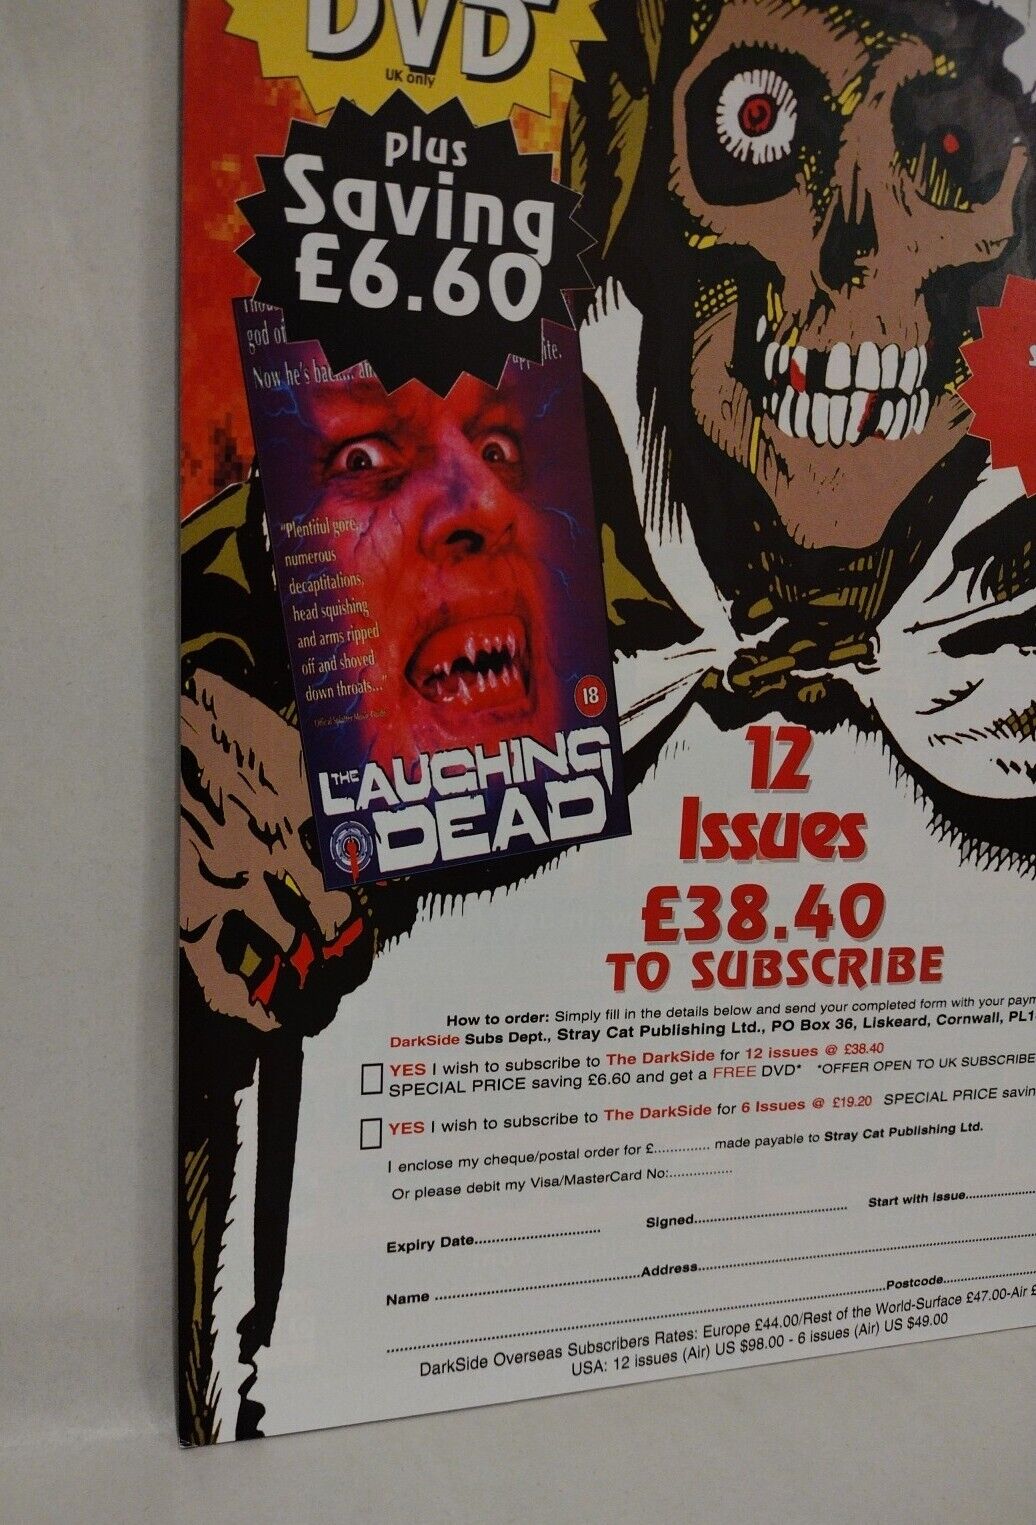 DVD
UK only
plus
Saving
£6.60
god of
Now he's back... an
"Plentiful gore,
numerous
decaptitations,
head squishing
and arms ripped
off and shoved
down throats..."
18
THE LAUGHING
DEAD
12
Issues
£38.40
TO SUBSCRIBE
How to order: Simply fill in the details below and send your completed form with your paym
DarkSide Subs Dept., Stray Cat Publishing Ltd., PO Box 36, Liskeard, Cornwall, PL1
YES I wish to subscribe to The DarkSide for 12 issues @ £38.40
SPECIAL PRICE saving £6.60 and get a FREE DVD* *OFFER OPEN TO UK SUBSCRIBE
YES I wish to subscribe to The DarkSide for 6 Issues @ £19.20 SPECIAL PRICE savin
I enclose my cheque/postal order for £.............. made payable to Stray Cat Publishing Ltd.
Or please debit my Visa/MasterCard No:................
Expiry Date............................ Signed.................................. Start with issue................
Name ..............................................Address................................................
..............................................................Postcode....................
DarkSide Overseas Subscribers Rates: Europe £44.00/Rest of the World-Surface £47.00-Air £
USA: 12 issues (Air) US $98.00 - 6 issues (Air) US $49.00